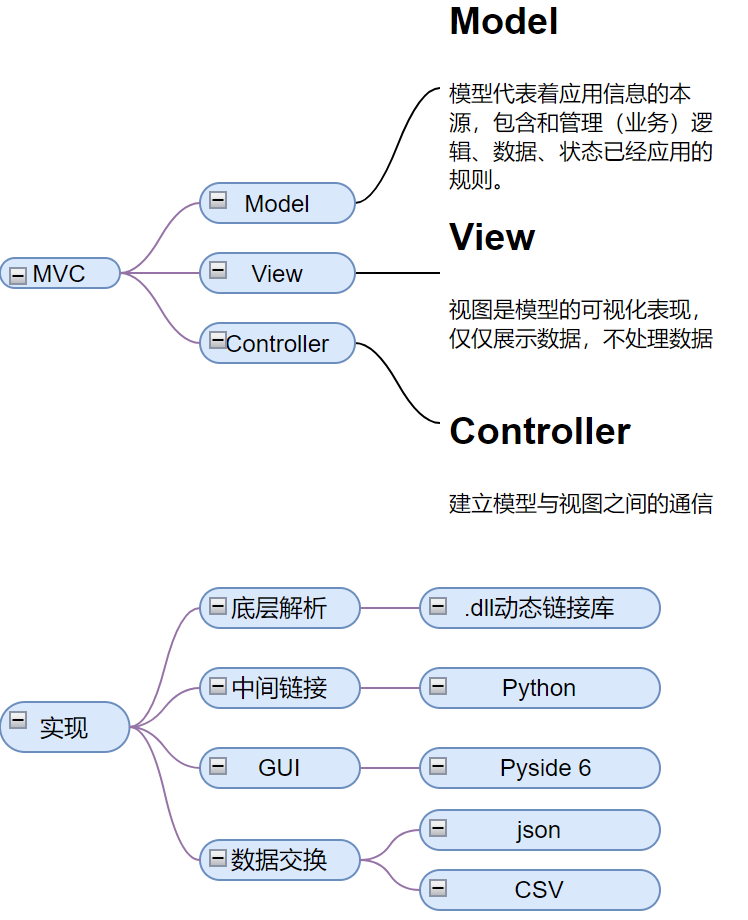 Model
模型代表着应用信息的本
源，包含和管理（业务）逻
辑、数据、状态已经应用的
规则。
Model
View
MVC
View
视图是模型的可视化表现，
仅仅展示数据，不处理数据
Controller
Controller
建立模型与视图之间的通信
底层解析
.dll动态链接库
中间链接
Python
实现
GUI
Pyside 6
数据交换
json
CSV